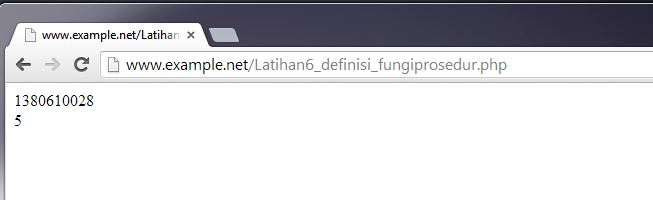 www.example.net/Latihan
www.example.net/Latihan6_definisi_fungiprosedur.php
1380610028
5